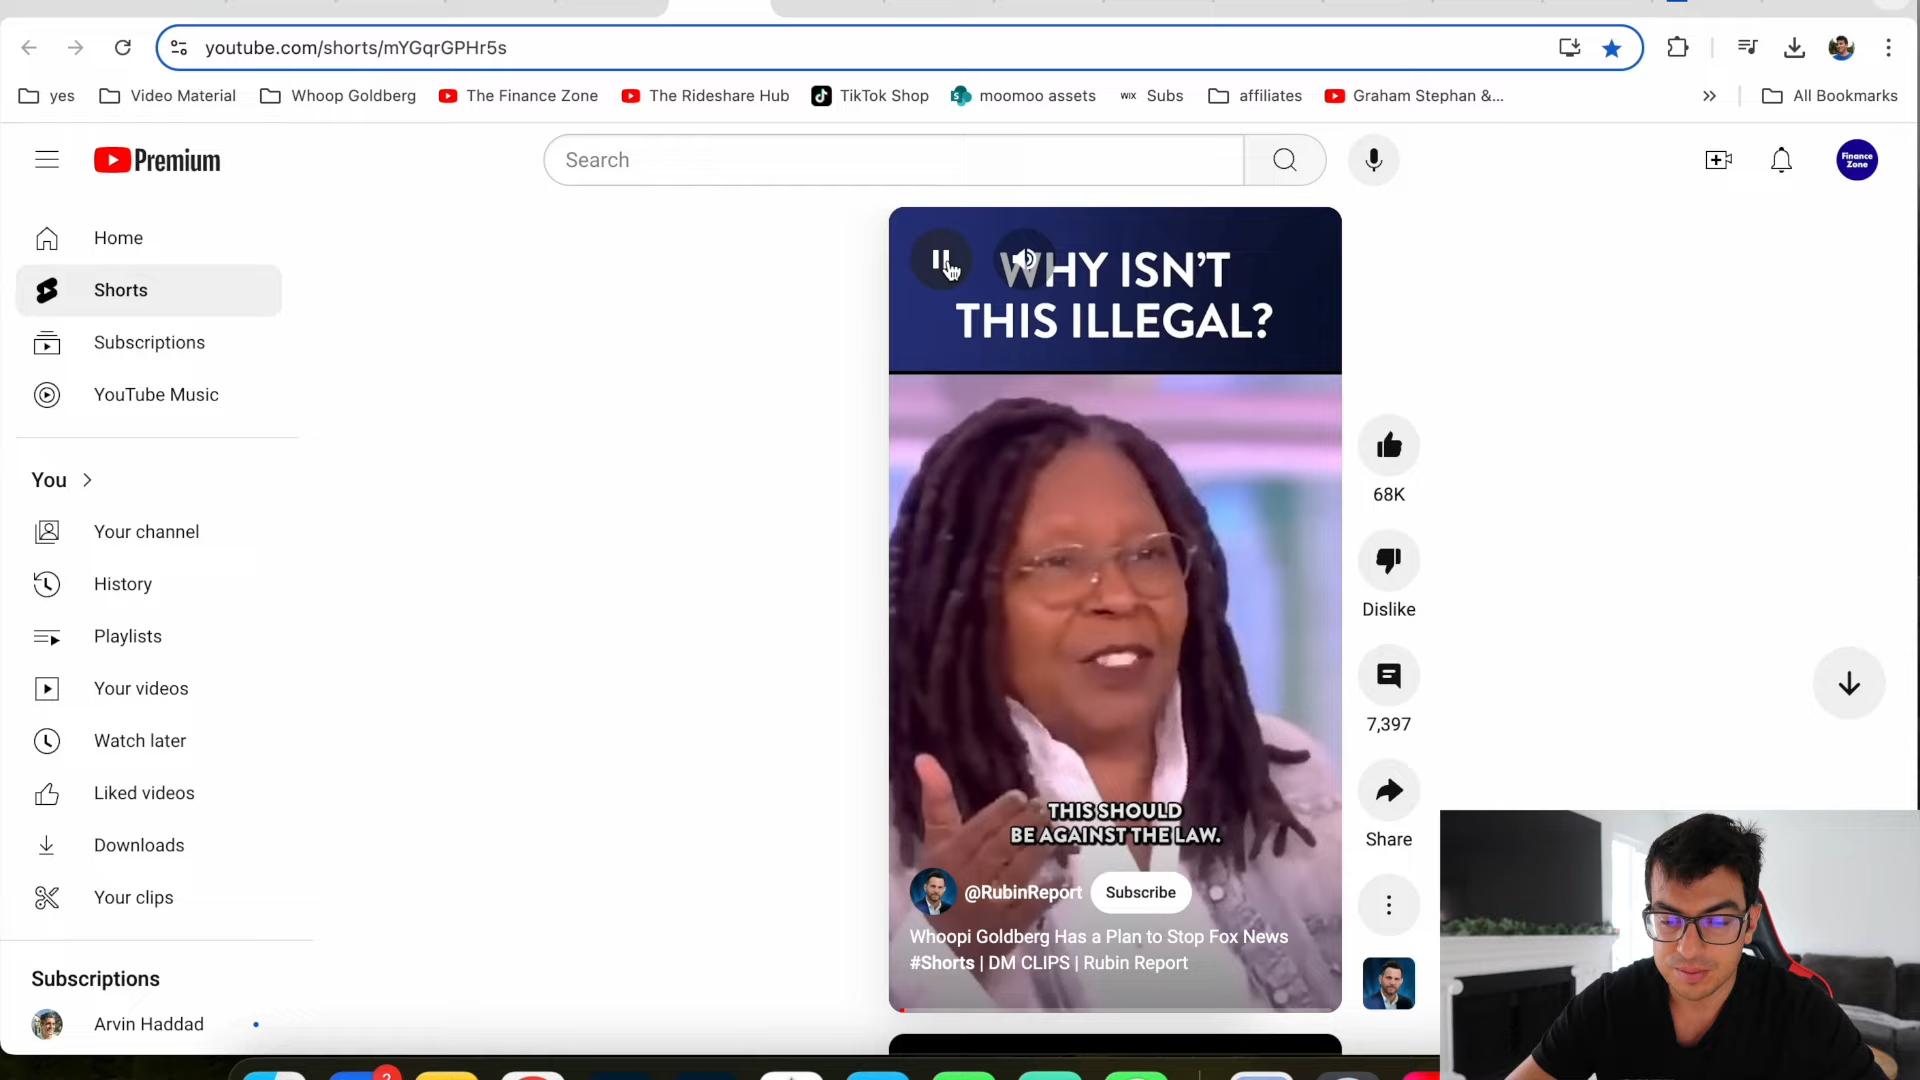 youtube.com/shorts/mYGqrGPHr5s
yes
Video Material
Whoop Goldberg
The Finance Zone
The Rideshare Hub
TikTok Shop
moomoo assets
WIX Subs
affiliates
Graham Stephan &...
All Bookmarks
Premium
Search
Finance
Zone
Home
Shorts
Subscriptions
YouTube Music
You
Your channel
History
Playlists
Your videos
Watch later
Liked videos
Downloads
Your clips
Subscriptions
Arvin Haddad
WHY ISN'T
THIS ILLEGAL?
THIS SHOULD
BE AGAINST THE LAW.
@RubinReport Subscribe
Whoopi Goldberg Has a Plan to Stop Fox News
#Shorts | DM CLIPS | Rubin Report
68K
Dislike
7,397
Share
2